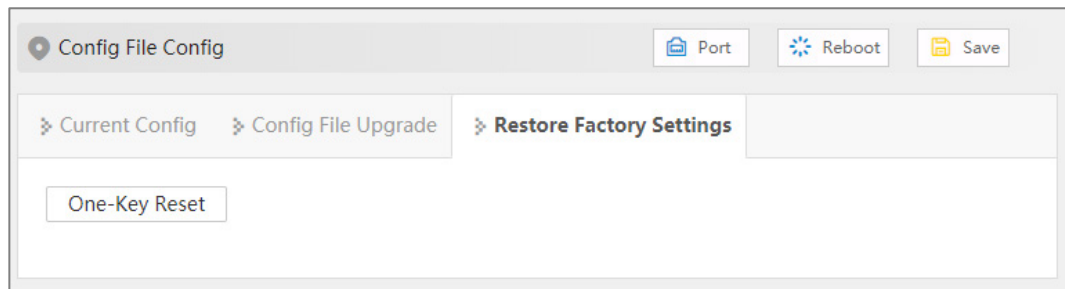 Config File Config Port Reboot Save
Current Config Config File Upgrade Restore Factory Settings
One-Key Reset